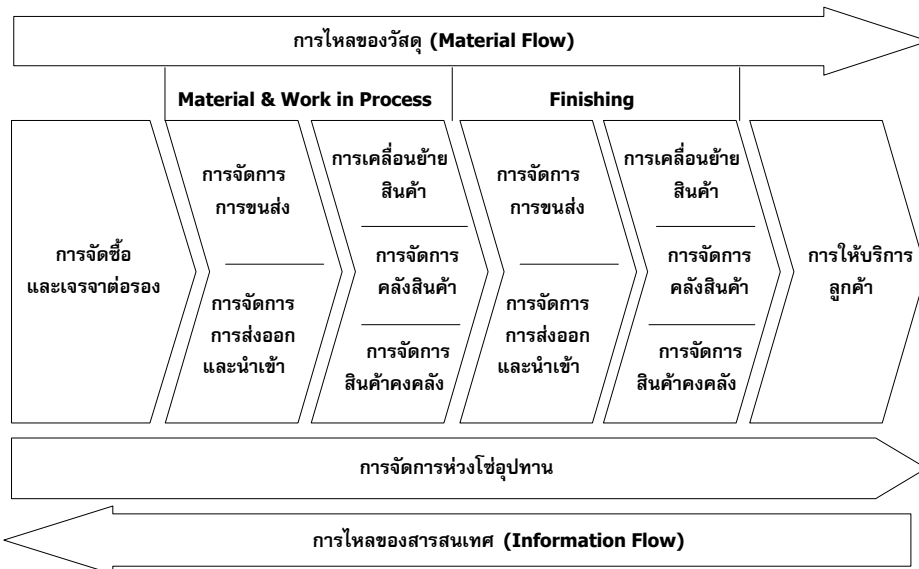 การไหลของวัสดุ (Material Flow)
Material & Work in Process
Finishing
การจัดซื้อ
และเจรจาต่อรอง
การจัดการ
การขนส่ง
การจัดการ
การส่งออก
และนำเข้า
การเคลื่อนย้าย
สินค้า
การจัดการ
คลังสินค้า
การจัดการ
สินค้าคงคลัง
การจัดการ
การขนส่ง
การจัดการ
การส่งออก
และนำเข้า
การเคลื่อนย้าย
สินค้า
การจัดการ
คลังสินค้า
การจัดการ
สินค้าคงคลัง
การให้บริการ
ลูกค้า
การจัดการห่วงโซ่อุปทาน
การไหลของสารสนเทศ (Information Flow)